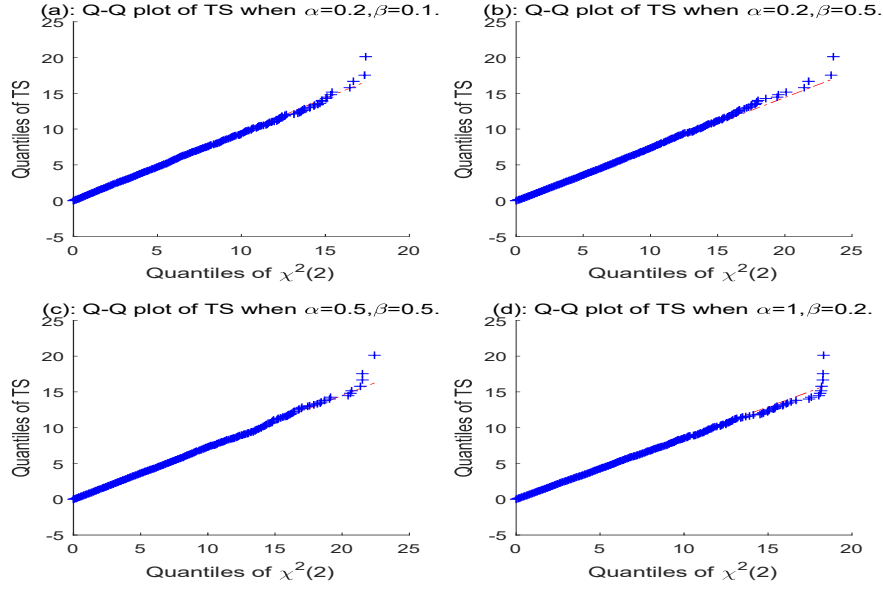 (a): Q-Q plot of TS when α=0.2,β=0.1.
25
20
15
10
5
0
-5
Quantiles of TS
0 5 10 15 20
Quantiles of χ²(2)
(b): Q-Q plot of TS when α=0.2,β=0.5.
25
20
15
10
5
0
-5
Quantiles of TS
0 5 10 15 20 25
Quantiles of χ²(2)
(c): Q-Q plot of TS when α=0.5,β=0.5.
25
20
15
10
5
0
-5
Quantiles of TS
0 5 10 15 20 25
Quantiles of χ²(2)
(d): Q-Q plot of TS when α=1,β=0.2.
25
20
15
10
5
0
-5
Quantiles of TS
0 5 10 15 20
Quantiles of χ²(2)